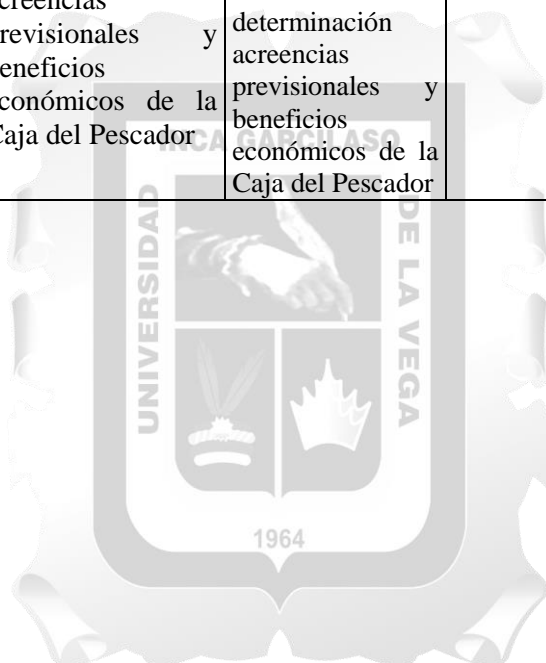 previsionales y
beneficios
económicos de la
Caja del Pescador
determinación
acreencias
previsionales y
beneficios
económicos de la
Caja del Pescador
UNIVERSIDAD
INCA GARCILASO
DE LA VEGA
1964